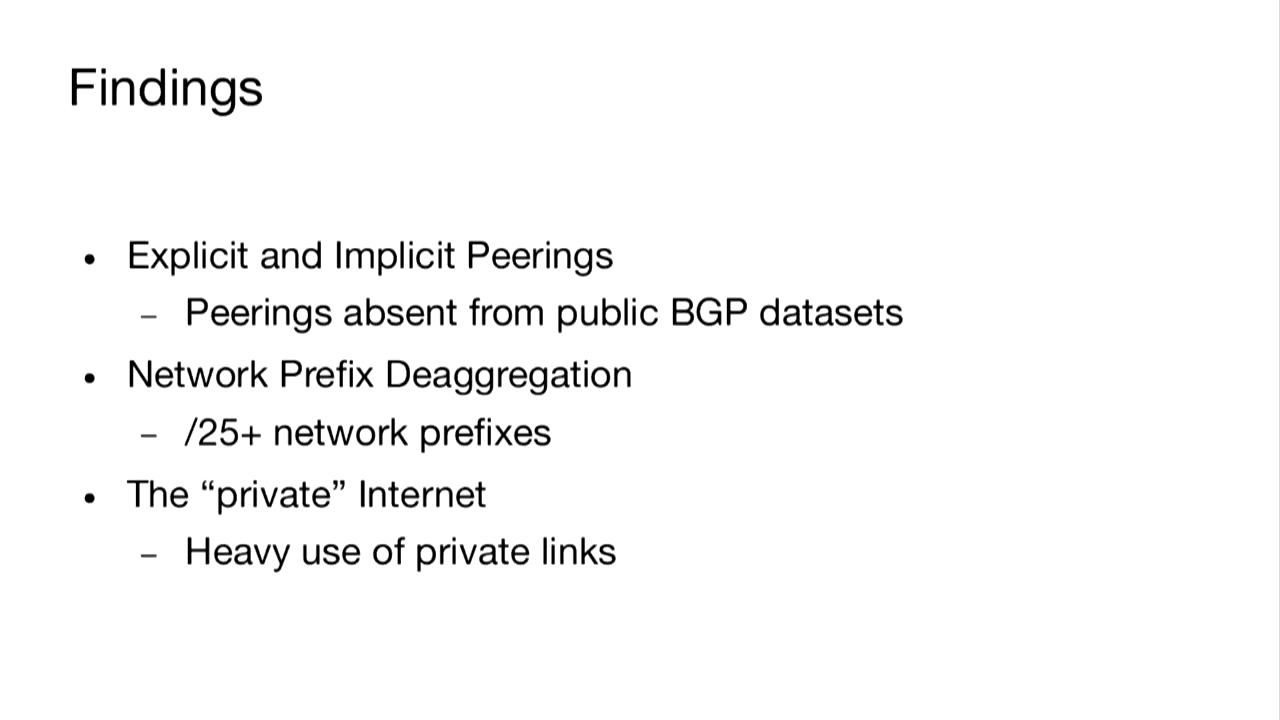 Findings
• Explicit and Implicit Peerings
– Peerings absent from public BGP datasets
• Network Prefix Deaggregation
– /25+ network prefixes
• The “private” Internet
– Heavy use of private links